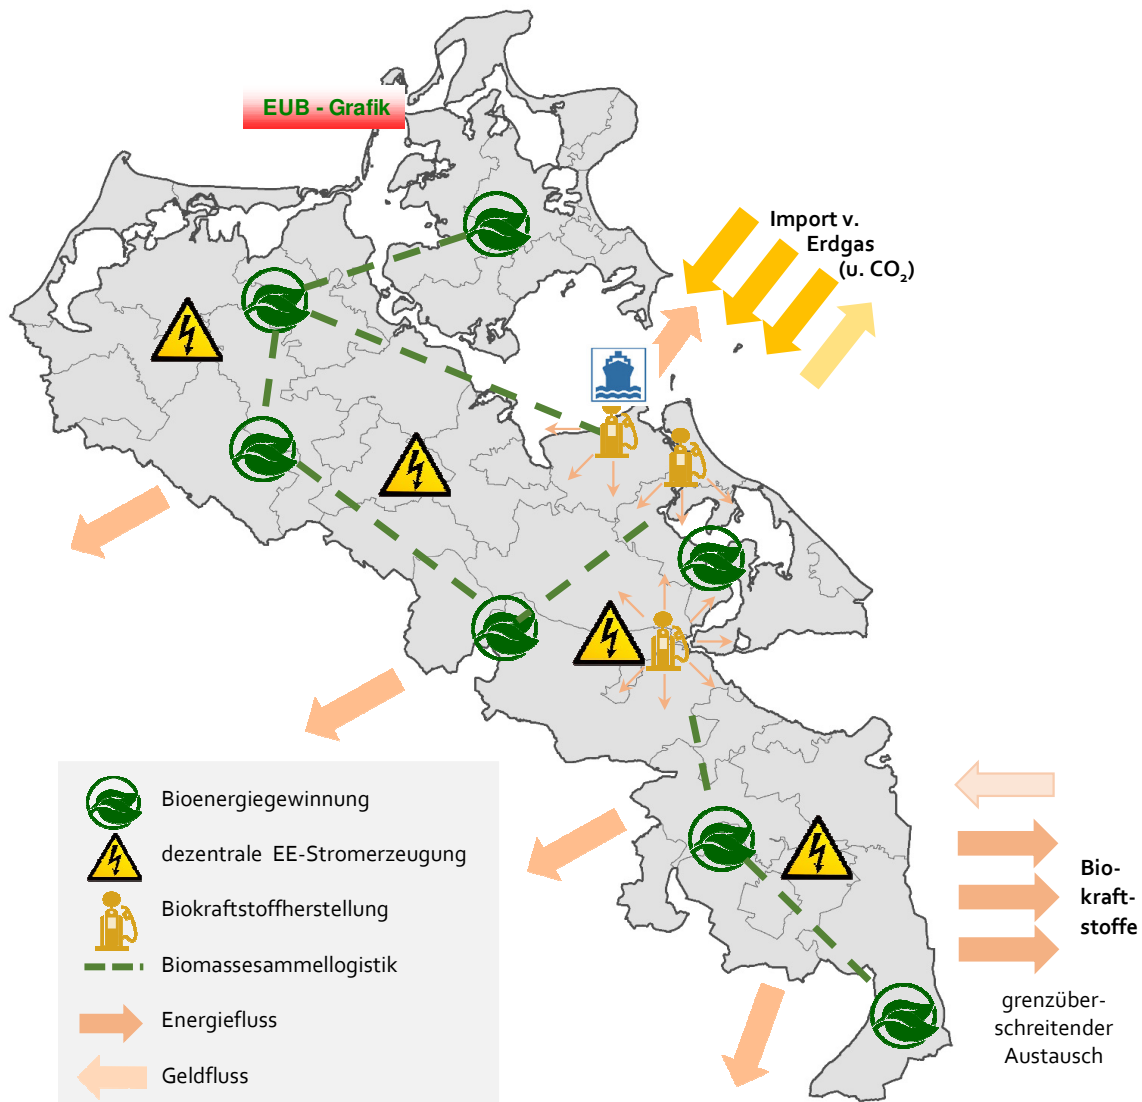 EUB - Grafik
Import v.
Erdgas
(u. CO₂)
Bioenergiegewinnung
dezentrale EE-Stromerzeugung
Biokraftstoffherstellung
Biomassesammellogistik
Energiefluss
Geldfluss
Bio-
kraft-
stoffe
grenzüber-
schreitender
Austausch